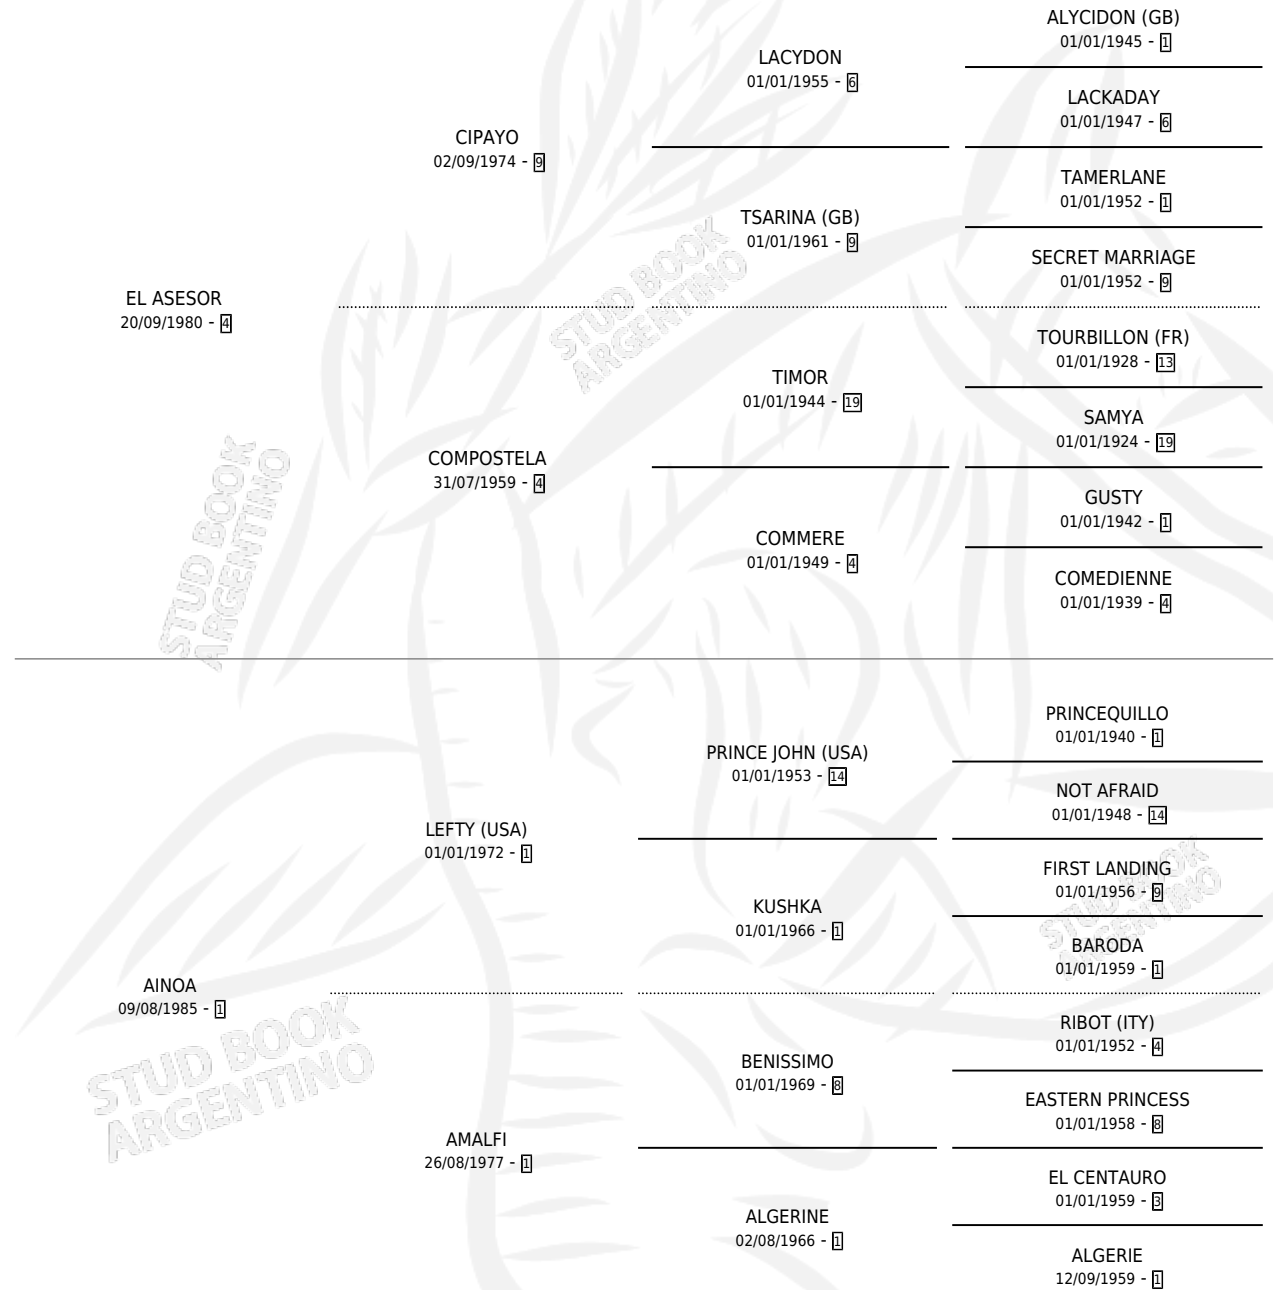 ALYCIDON (GB)
01/01/1945 - 1
LACYDON
01/01/1955 - 6
LACKADAY
01/01/1947 - 6
CIPAYO
02/09/1974 - 9
TAMERLANE
01/01/1952 - 1
TSARINA (GB)
01/01/1961 - 9
SECRET MARRIAGE
01/01/1952 - 9
EL ASESOR
20/09/1980 - 4
STUD BOOK
ARGENTINO
TOURBILLON (FR)
01/01/1928 - 13
TIMOR
01/01/1944 - 19
SAMYA
01/01/1924 - 19
COMPOSTELA
31/07/1959 - 4
GUSTY
01/01/1942 - 1
COMMERE
01/01/1949 - 4
COMEDIENNE
01/01/1939 - 4
STUD BOOK
ARGENTINO
PRINCEQUILLO
01/01/1940 - 1
PRINCE JOHN (USA)
01/01/1953 - 14
NOT AFRAID
01/01/1948 - 14
LEFTY (USA)
01/01/1972 - 1
FIRST LANDING
01/01/1956 - 9
KUSHKA
01/01/1966 - 1
BARODA
01/01/1959 - 1
STUD BOOK
ARGENTINO
AINOA
09/08/1985 - 1
RIBOT (ITY)
01/01/1952 - 4
BENISSIMO
01/01/1969 - 8
EASTERN PRINCESS
01/01/1958 - 8
STUD BOOK
ARGENTINO
AMALFI
26/08/1977 - 1
EL CENTAURO
01/01/1959 - 3
ALGERINE
02/08/1966 - 1
ALGERIE
12/09/1959 - 1